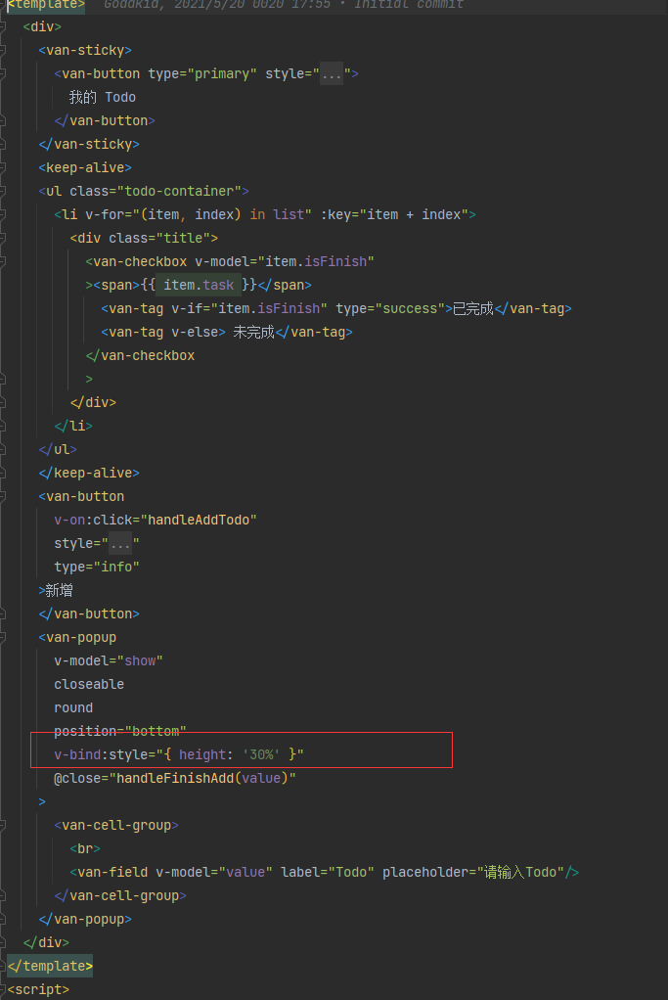 <template>  Goddkid, 2021/5/20 0020 17:55 • Initial commit
<div>
<van-sticky>
<van-button type="primary" style="...">
我的 Todo
</van-button>
</van-sticky>
<keep-alive>
<ul class="todo-container">
<li v-for="(item, index) in list" :key="item + index">
<div class="title">
<van-checkbox v-model="item.isFinish"
><span>{{ item.task }}</span>
<van-tag v-if="item.isFinish" type="success">已完成</van-tag>
<van-tag v-else> 未完成</van-tag>
</van-checkbox
>
</div>
</li>
</ul>
</keep-alive>
<van-button
v-on:click="handleAddTodo"
style="..."
type="info"
>新增
</van-button>
<van-popup
v-model="show"
closeable
round
position="bottom"
v-bind:style="{ height: '30%' }"
@close="handleFinishAdd(value)"
>
<van-cell-group>
<br>
<van-field v-model="value" label="Todo" placeholder="请输入Todo"/>
</van-cell-group>
</van-popup>
</div>
</template>
<script>